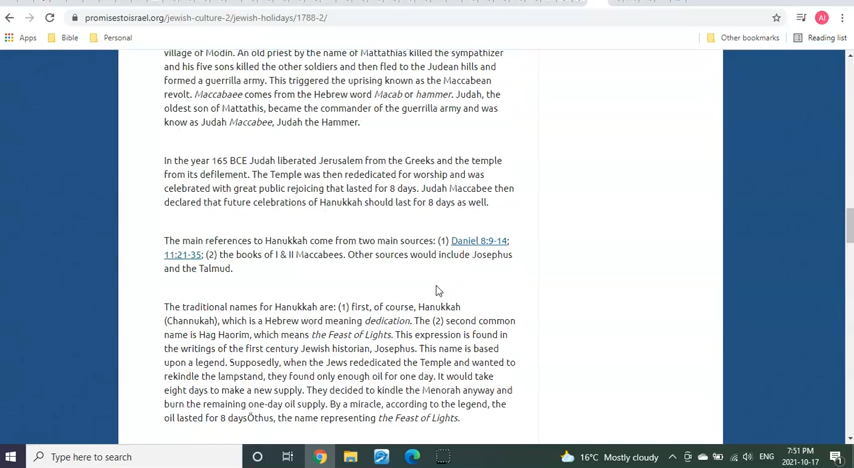 promisestoisrael.org/jewish-culture-2/jewish-holidays/1788-2/
Apps Bible Personal Other bookmarks Reading list
village of Modin. An old priest by the name of Mattathias killed the sympathizer
and his five sons killed the other soldiers and then fled to the Judean hills and
formed a guerrilla army. This triggered the uprising known as the Maccabean
revolt. Maccabaee comes from the Hebrew word Macab or hammer. Judah, the
oldest son of Mattathis, became the commander of the guerrilla army and was
know as Judah Maccabee, Judah the Hammer.
In the year 165 BCE Judah liberated Jerusalem from the Greeks and the temple
from its defilement. The Temple was then rededicated for worship and was
celebrated with great public rejoicing that lasted for 8 days. Judah Maccabee then
declared that future celebrations of Hanukkah should last for 8 days as well.
The main references to Hanukkah come from two main sources: (1) Daniel 8:9-14;
11:21-35; (2) the books of I & II Maccabees. Other sources would include Josephus
and the Talmud.
The traditional names for Hanukkah are: (1) first, of course, Hanukkah
(Channukah), which is a Hebrew word meaning dedication. The (2) second common
name is Hag Haorim, which means the Feast of Lights. This expression is found in
the writings of the first century Jewish historian, Josephus. This name is based
upon a legend. Supposedly, when the Jews rededicated the Temple and wanted to
rekindle the lampstand, they found only enough oil for one day. It would take
eight days to make a new supply. They decided to kindle the Menorah anyway and
burn the remaining one-day oil supply. By a miracle, according to the legend, the
oil lasted for 8 daysÖthus, the name representing the Feast of Lights.
Type here to search 16°C Mostly cloudy ENG 7:51 PM
2021-10-17